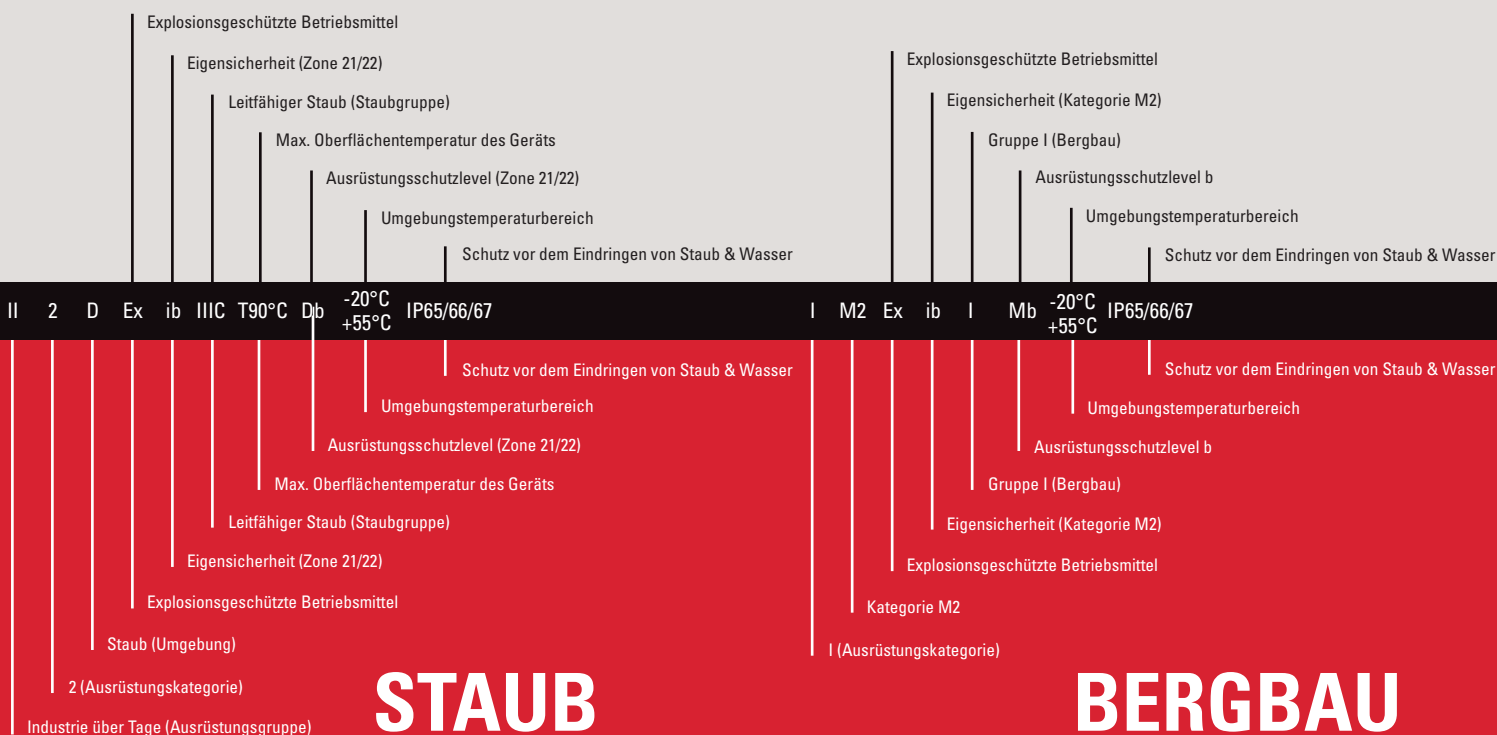 Explosionsgeschützte Betriebsmittel
Eigensicherheit (Zone 21/22)
Leitfähiger Staub (Staubgruppe)
Max. Oberflächentemperatur des Geräts
Ausrüstungsschutzlevel (Zone 21/22)
Umgebungstemperaturbereich
Schutz vor dem Eindringen von Staub & Wasser
II 2 D Ex ib IIIC T90°C Db -20°C +55°C IP65/66/67
Schutz vor dem Eindringen von Staub & Wasser
Umgebungstemperaturbereich
Ausrüstungsschutzlevel (Zone 21/22)
Max. Oberflächentemperatur des Geräts
Leitfähiger Staub (Staubgruppe)
Eigensicherheit (Zone 21/22)
Explosionsgeschützte Betriebsmittel
Staub (Umgebung)
2 (Ausrüstungskategorie)
Industrie über Tage (Ausrüstungsgruppe)
STAUB
Explosionsgeschützte Betriebsmittel
Eigensicherheit (Kategorie M2)
Gruppe I (Bergbau)
Ausrüstungsschutzlevel b
Umgebungstemperaturbereich
Schutz vor dem Eindringen von Staub & Wasser
I M2 Ex ib I Mb -20°C +55°C IP65/66/67
Schutz vor dem Eindringen von Staub & Wasser
Umgebungstemperaturbereich
Ausrüstungsschutzlevel b
Gruppe I (Bergbau)
Eigensicherheit (Kategorie M2)
Explosionsgeschützte Betriebsmittel
Kategorie M2
I (Ausrüstungskategorie)
BERGBAU